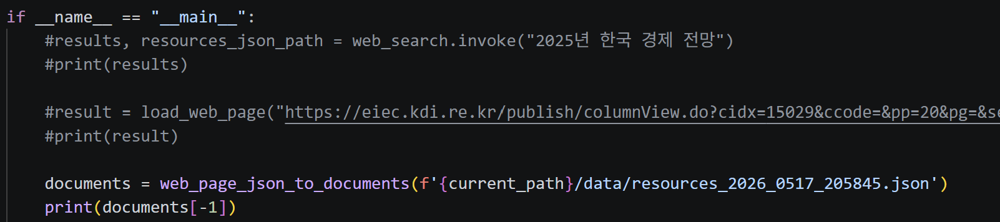 if __name__ == "__main__":
    #results, resources_json_path = web_search.invoke("2025년 한국 경제 전망")
    #print(results)

    #result = load_web_page("https://eiec.kdi.re.kr/publish/columnView.do?cidx=15029&ccode=&pp=20&pg=&se
    #print(result)

    documents = web_page_json_to_documents(f'{current_path}/data/resources_2026_0517_205845.json')
    print(documents[-1])